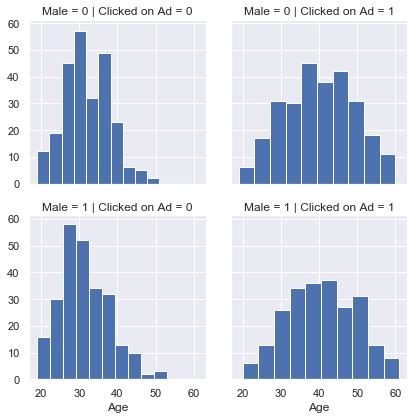 Male = 0 | Clicked on Ad = 0
Male = 0 | Clicked on Ad = 1
60
50
40
30
20
10
0
Male = 1 | Clicked on Ad = 0
Male = 1 | Clicked on Ad = 1
60
50
40
30
20
10
0
20 30 40 50 60
20 30 40 50 60
Age
Age